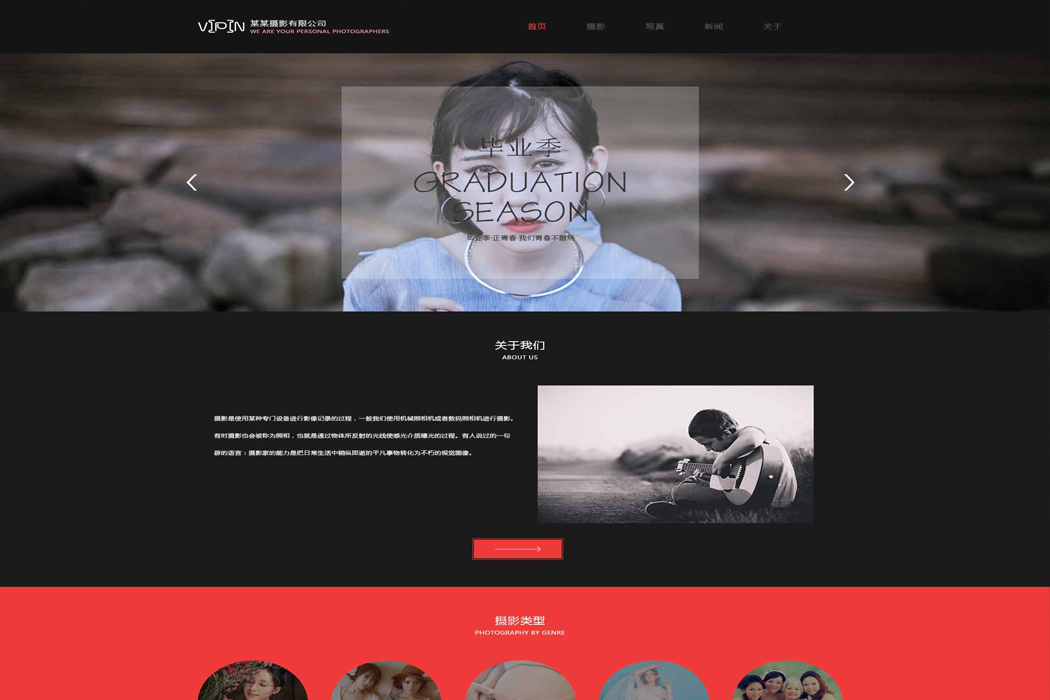 VIPIN
某某摄影有限公司
WE ARE YOUR PERSONAL PHOTOGRAPHERS
首页 摄影 写真 新闻 关于
毕业季
GRADUATION
SEASON
毕业季·正青春·我们青春不散场
关于我们
ABOUT US
摄影是使用某种专门设备进行影像记录的过程，一般我们使用机械照相机或者数码照相机进行摄影。
有时摄影也会被称为照相，也就是通过物体所反射的光线使感光介质曝光的过程。有人说过的一句
辟的语言：摄影家的能力是把日常生活中稍纵即逝的平凡事物转化为不朽的视觉图像。
摄影类型
PHOTOGRAPHY BY GENRE